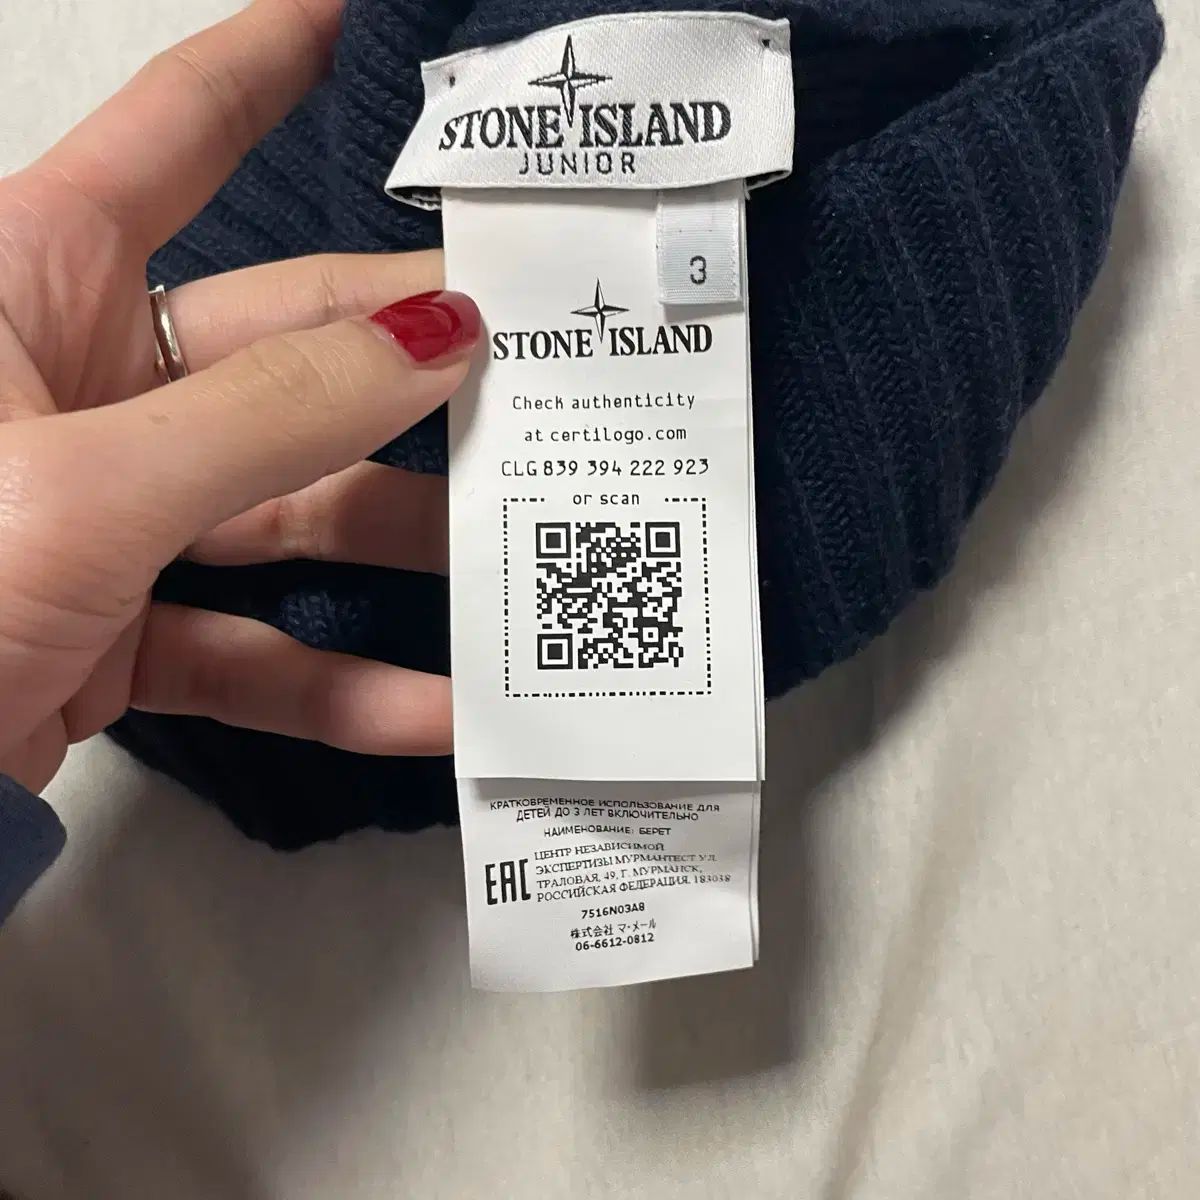 STONE ISLAND
JUNIOR
3
STONE ISLAND
Check authenticity
at certilogo.com
CLG 839 394 222 923
or scan
КРАТКОВРЕМЕННОЕ ИСПОЛЬЗОВАНИЕ ДЛЯ
ДЕТЕЙ ДО 3 ЛЕТ ВКЛЮЧИТЕЛЬНО
НАИМЕНОВАНИЕ: БЕРЕТ
EAC
ЦЕНТР НЕЗАВИСИМОЙ
ЭКСПЕРТИЗЫ МУРМАНТЕСТ УЛ.
ТРАЛОВАЯ, 49, Г. МУРМАНСК,
РОССИЙСКАЯ ФЕДЕРАЦИЯ, 183038
7516N03A8
株式会社 マ・メール
06-6612-0812